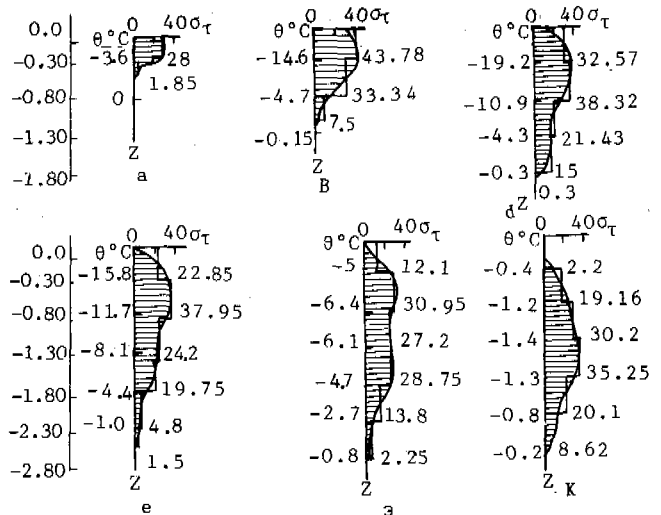 0 40στ
0.0
θ°C
-3.6 28
-0.30
1.85
-0.80 0
-1.30
-1.80
Z
a
0 40στ
θ°C
-14.6 43.78
-4.7 33.34
7.5
-0.15
Z
B
0 40στ
θ°C
-19.2 32.57
-10.9 38.32
-4.3 21.43
-0.3 15
0.3
Z
d
0 40στ
0.0
θ°C
-15.8 22.85
-0.30
-11.7 37.95
-0.80
-8.1 24.2
-1.30
-4.4 19.75
-1.80
-1.0 4.8
-2.30
1.5
-2.80
Z
e
0 40στ
θ°C
-5 12.1
-6.4 30.95
-6.1 27.2
-4.7 28.75
-2.7 13.8
-0.8 2.25
Z
э
0 40στ
θ°C
-0.4 2.2
-1.2 19.16
-1.4 30.2
-1.3 35.25
-0.8 20.1
-0.2 8.62
Z
K